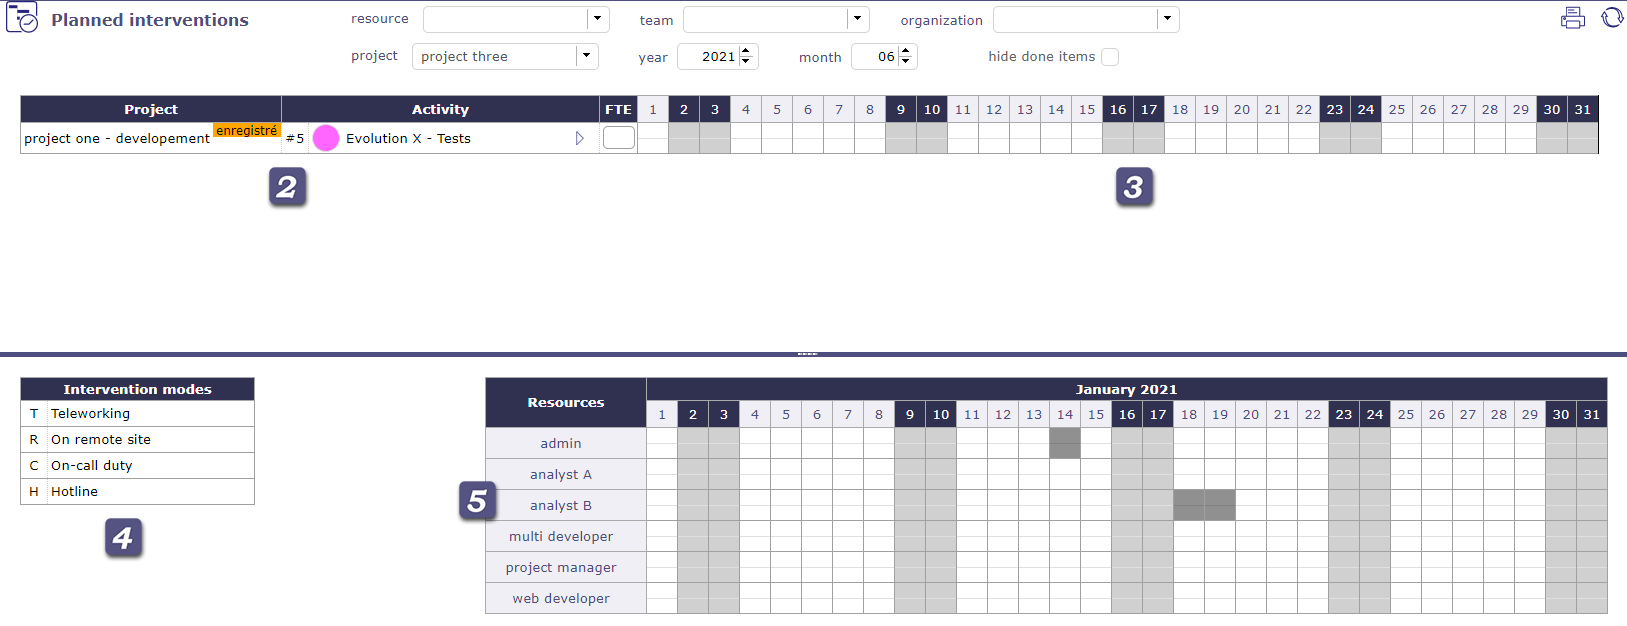 Planned interventions resource team organization
project project three year 2021 month 06 hide done items
Project Activity FTE 1 2 3 4 5 6 7 8 9 10 11 12 13 14 15 16 17 18 19 20 21 22 23 24 25 26 27 28 29 30 31
project one - developement enregistré #5 Evolution X - Tests
2 3
Intervention modes
T Teleworking
R On remote site
C On-call duty
H Hotline
4
Resources January 2021
1 2 3 4 5 6 7 8 9 10 11 12 13 14 15 16 17 18 19 20 21 22 23 24 25 26 27 28 29 30 31
admin
analyst A
5
analyst B
multi developer
project manager
web developer